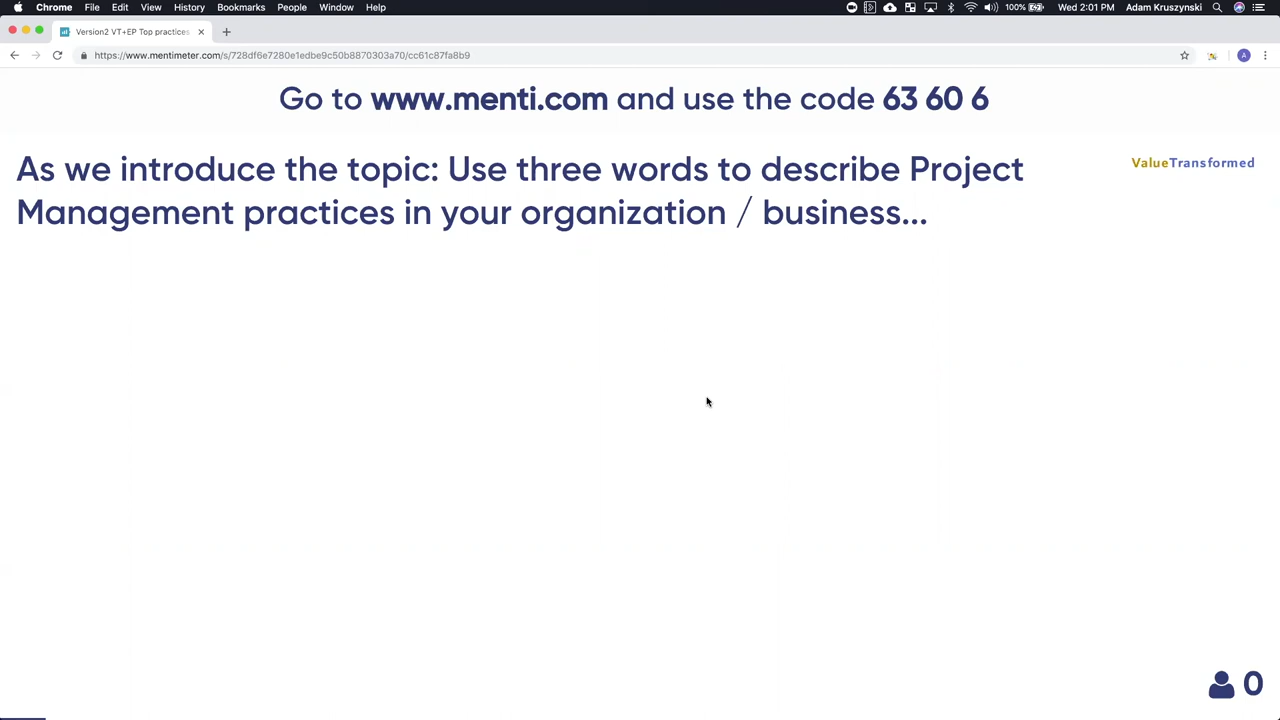 Chrome File Edit View History Bookmarks People Window Help 100% Wed 2:01 PM Adam Kruszynski
Version2 VT+EP Top practices
https://www.mentimeter.com/s/728df6e7280e1edbe9c50b8870303a70/cc61c87fa8b9 A
Go to www.menti.com and use the code 63 60 6
As we introduce the topic: Use three words to describe Project
Management practices in your organization / business...
ValueTransformed
0